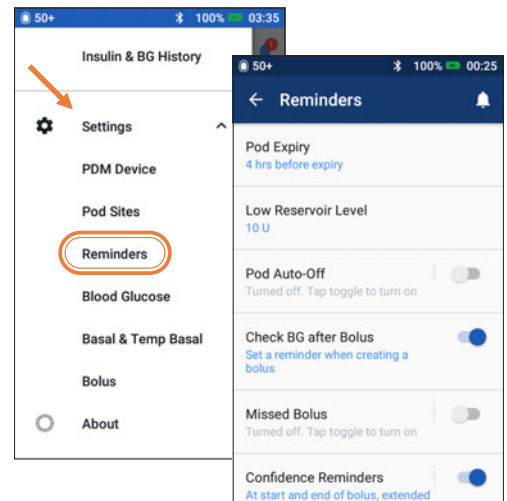 50+ 100% 03:35
Insulin & BG History
Settings
PDM Device
Pod Sites
Reminders
Blood Glucose
Basal & Temp Basal
Bolus
About
50+ 100% 00:25
Reminders
Pod Expiry
4 hrs before expiry
Low Reservoir Level
10 U
Pod Auto-Off
Turned off. Tap toggle to turn on
Check BG after Bolus
Set a reminder when creating a
bolus
Missed Bolus
Turned off. Tap toggle to turn on
Confidence Reminders
At start and end of bolus, extended